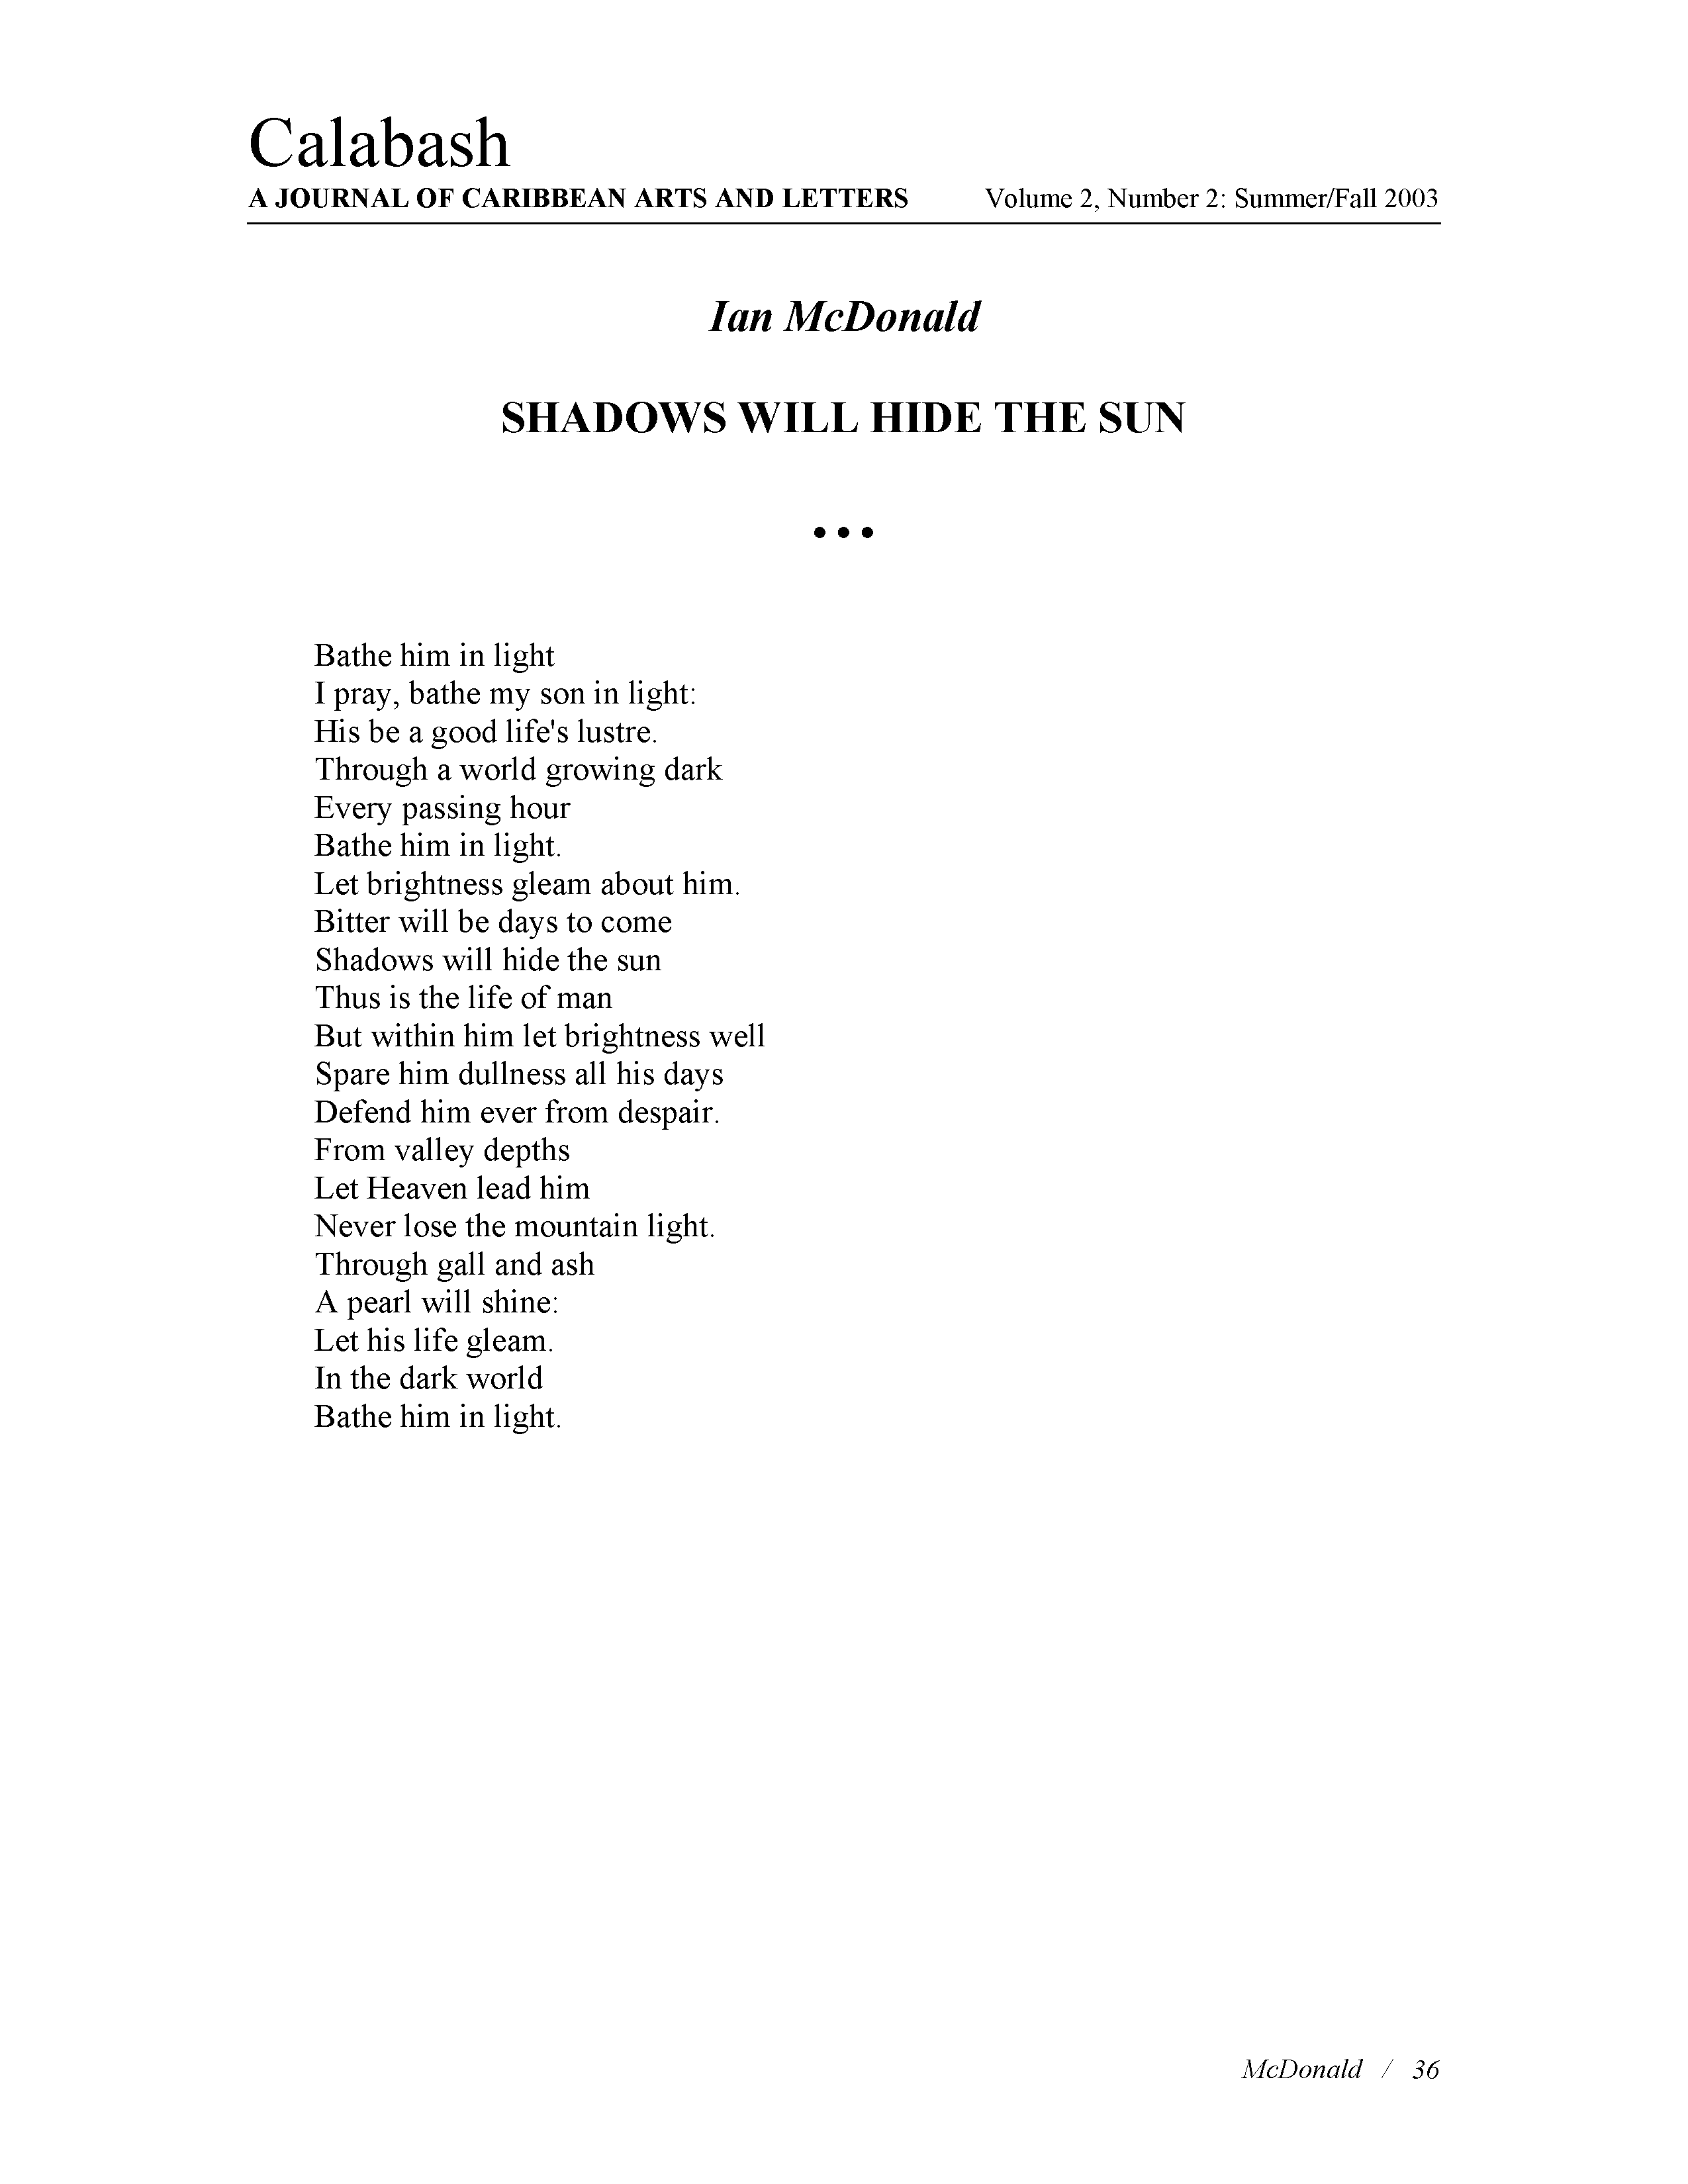 Calabash
A JOURNAL OF CARIBBEAN ARTS AND LETTERS Volume 2, Number 2: Summer/Fall 2003
Ian McDonald
SHADOWS WILL HIDE THE SUN
• • •
Bathe him in light
I pray, bathe my son in light:
His be a good life's lustre.
Through a world growing dark
Every passing hour
Bathe him in light.
Let brightness gleam about him.
Bitter will be days to come
Shadows will hide the sun
Thus is the life of man
But within him let brightness well
Spare him dullness all his days
Defend him ever from despair.
From valley depths
Let Heaven lead him
Never lose the mountain light.
Through gall and ash
A pearl will shine:
Let his life gleam.
In the dark world
Bathe him in light.
McDonald / 36